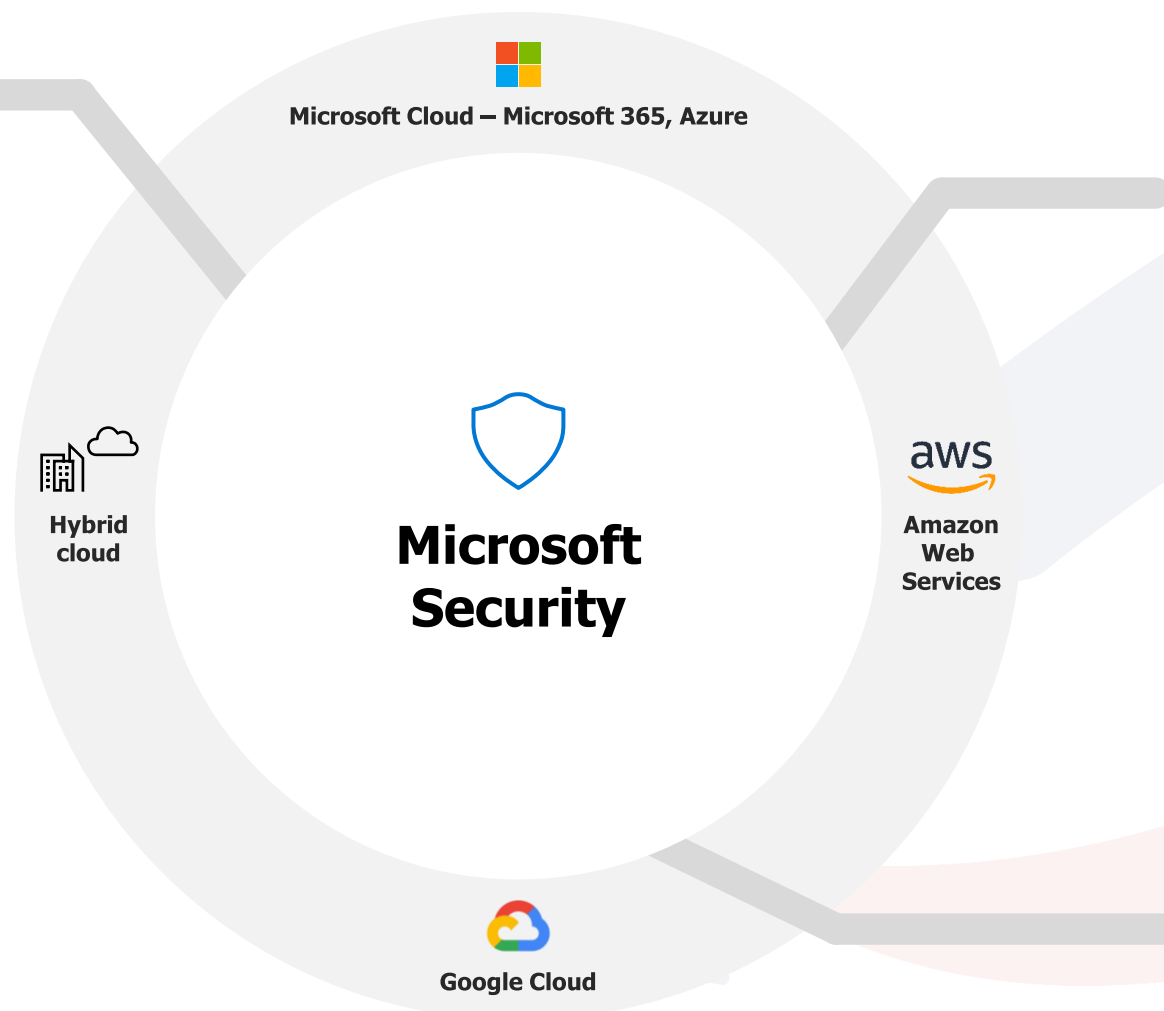 Microsoft Cloud – Microsoft 365, Azure
Hybrid
cloud
Microsoft
Security
aws
Amazon
Web
Services
Google Cloud